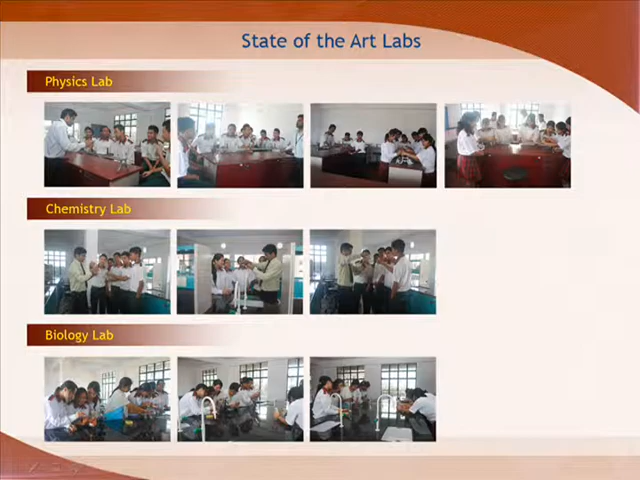 State of the Art Labs
Physics Lab
Chemistry Lab
Biology Lab